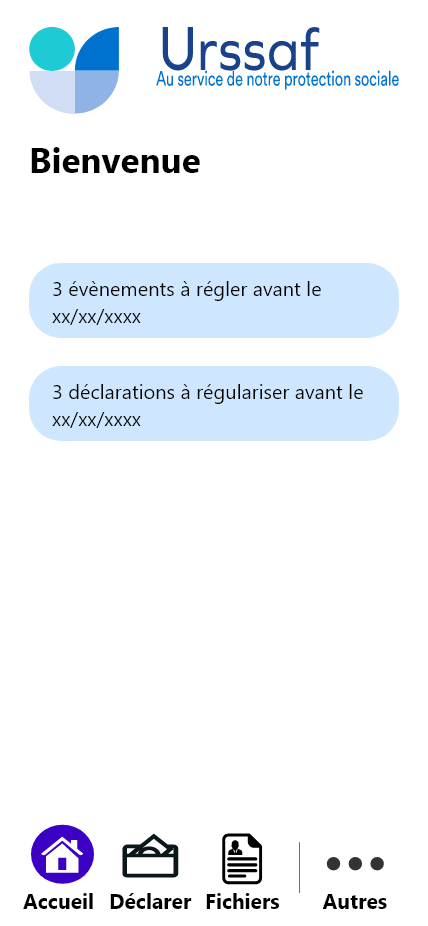 Urssaf
Au service de notre protection sociale
Bienvenue
3 évènements à régler avant le
xx/xx/xxxx
3 déclarations à régulariser avant le
xx/xx/xxxx
Accueil Déclarer Fichiers Autres